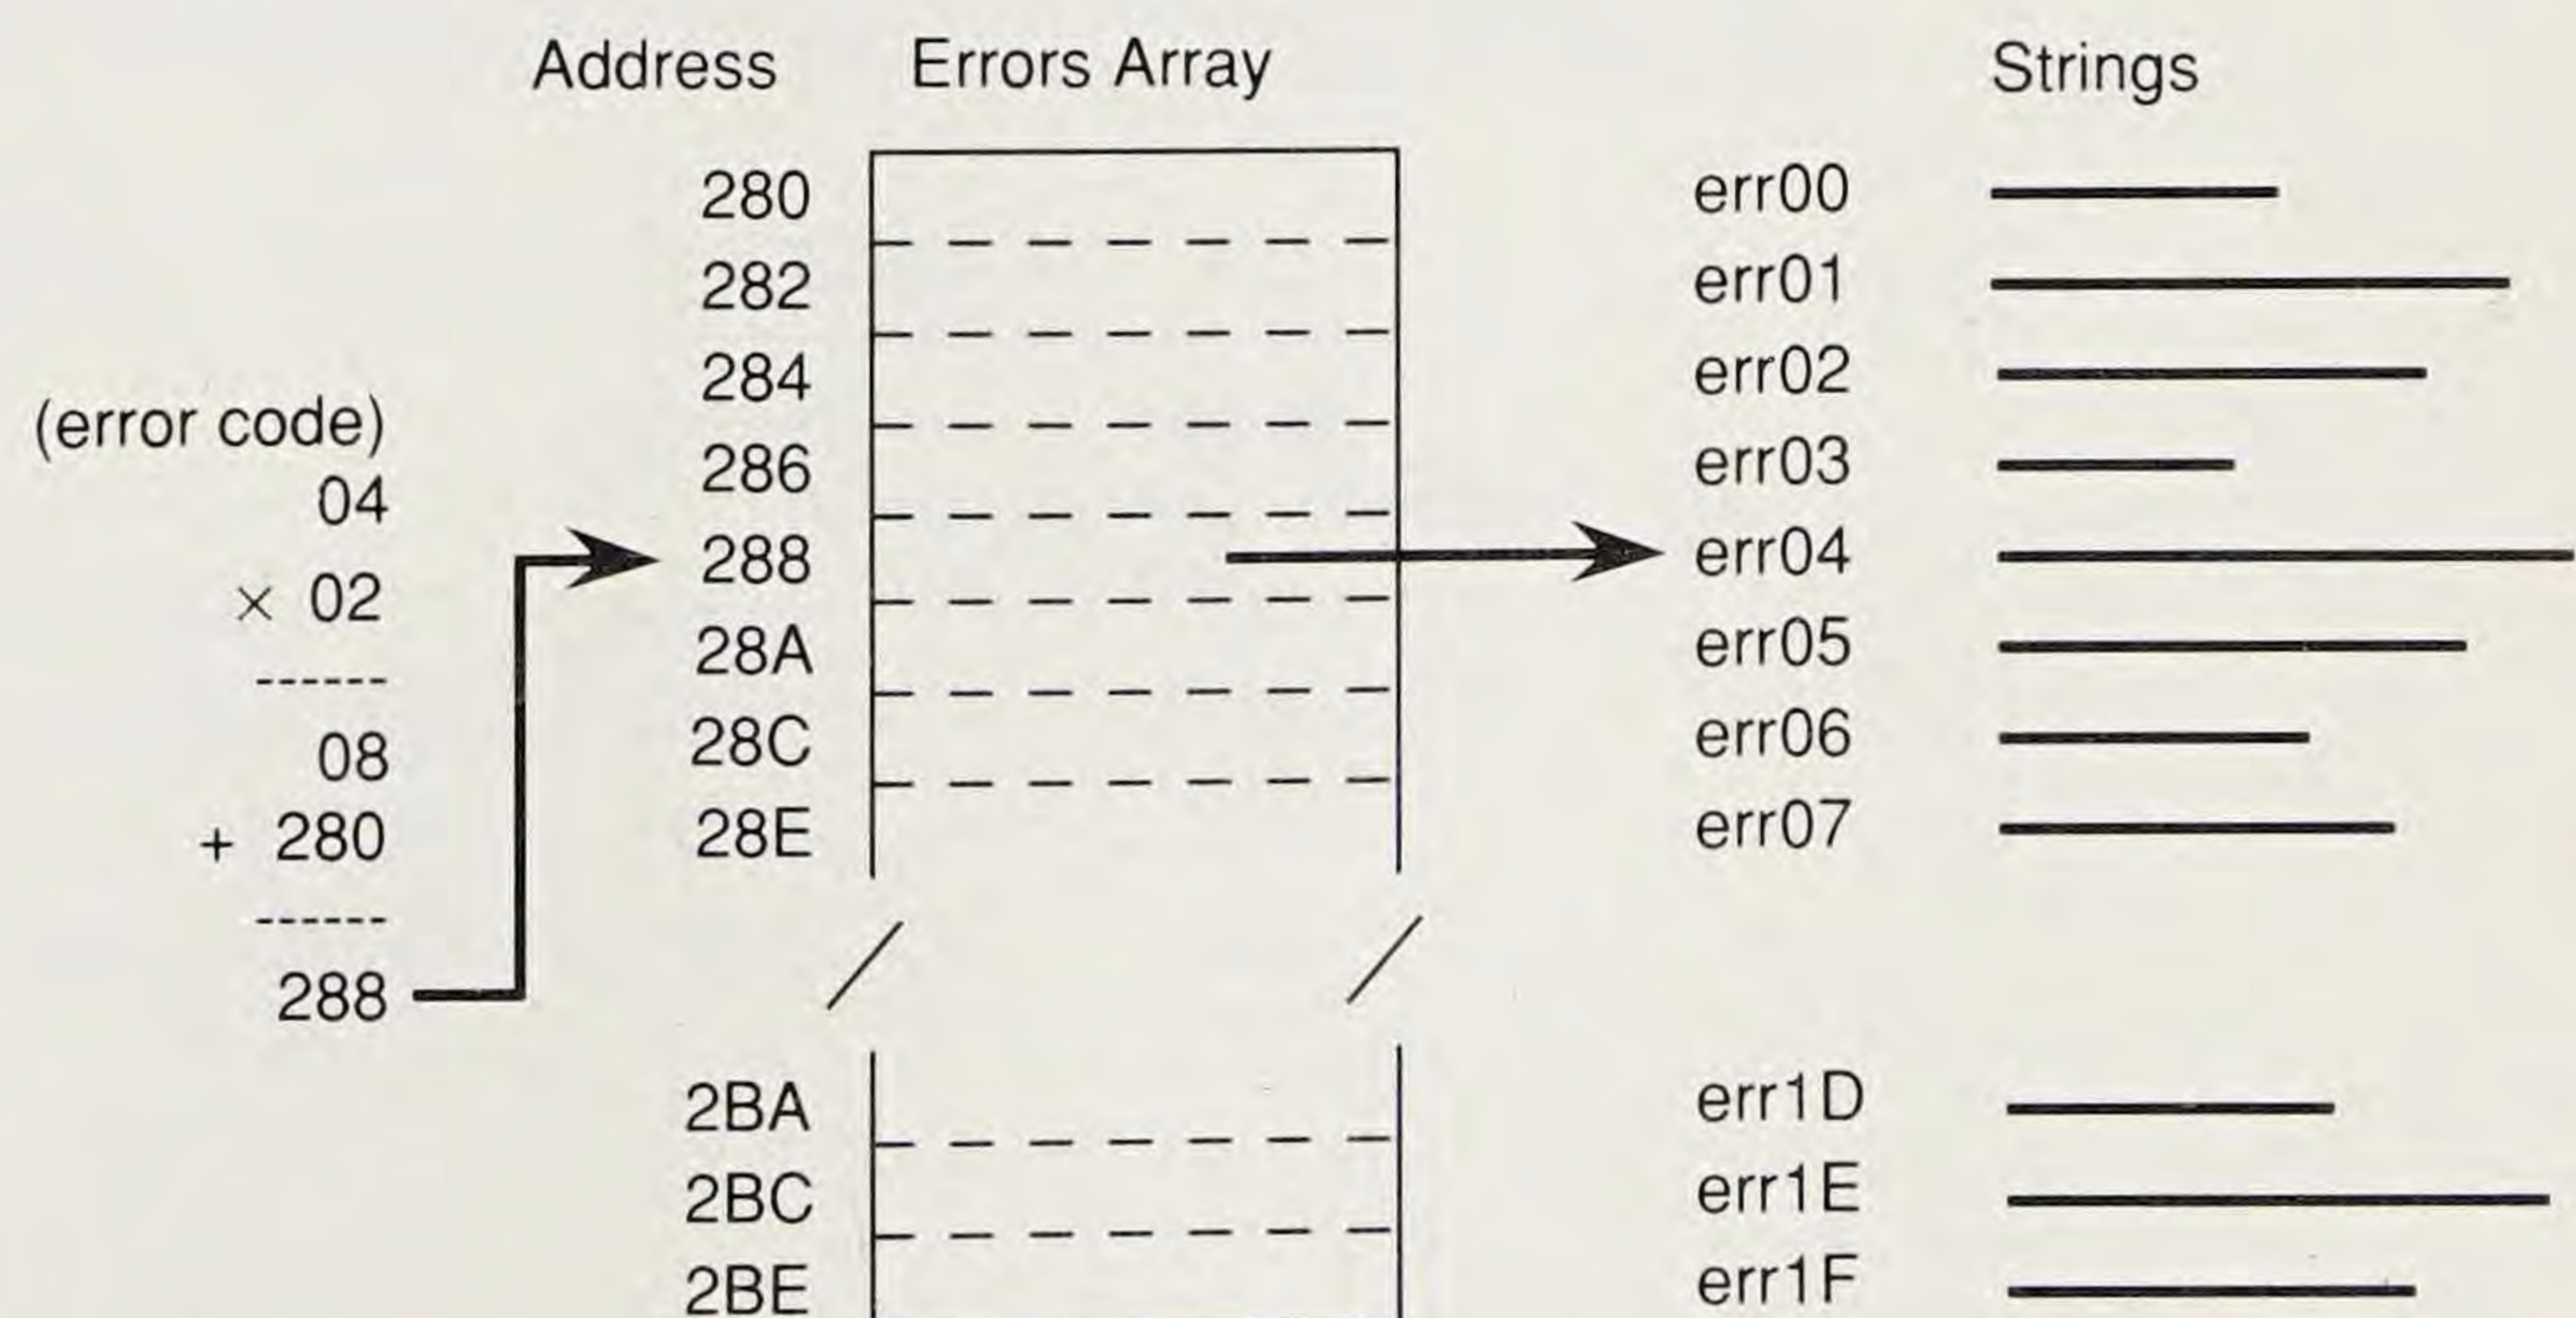 Address Errors Array Strings
280 err00
282 err01
284 err02
(error code)
286 err03
04
288 err04
× 02
28A err05
------
28C err06
08
28E err07
+ 280
------
288
2BA err1D
2BC err1E
2BE err1F